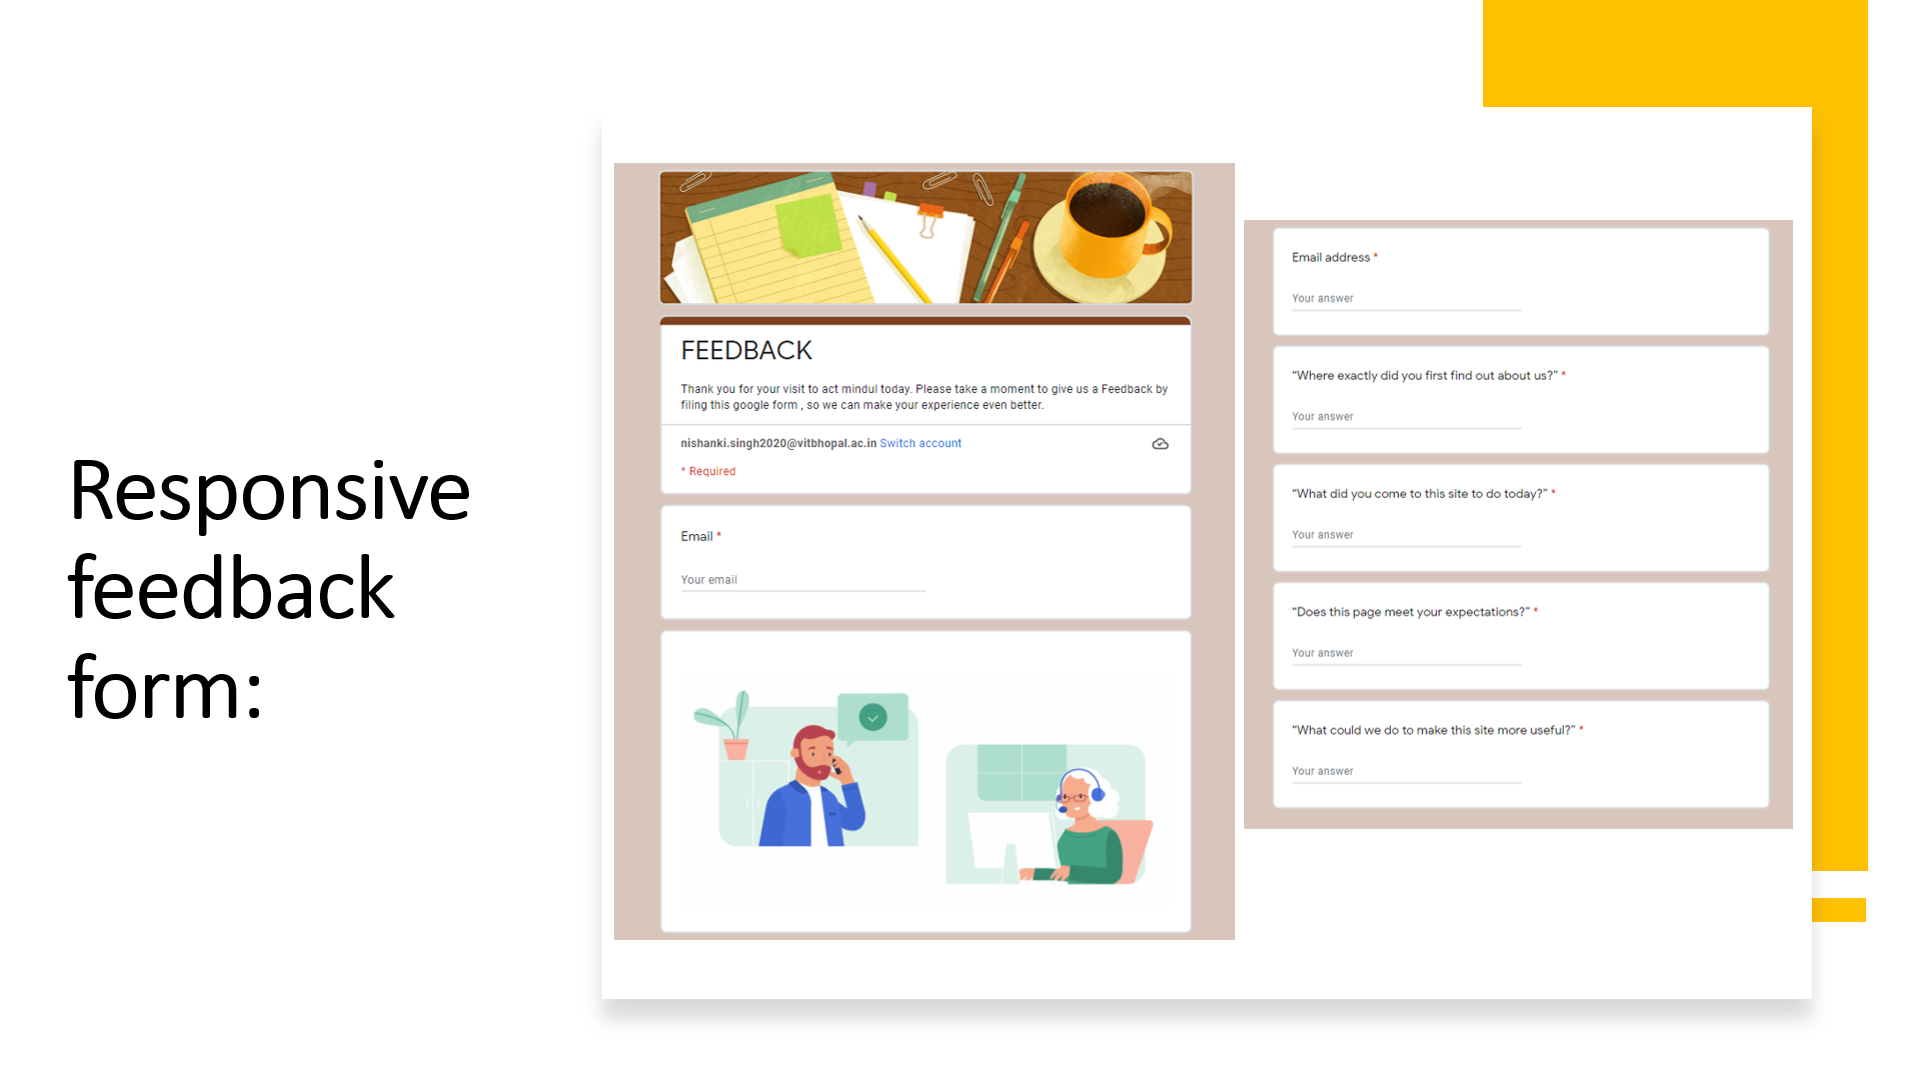 Responsive
feedback
form:
FEEDBACK
Thank you for your visit to act mindul today. Please take a moment to give us a Feedback by
filing this google form , so we can make your experience even better.
nishanki.singh2020@vitbhopal.ac.in Switch account
* Required
Email *
Your email
Email address *
Your answer
“Where exactly did you first find out about us?” *
Your answer
“What did you come to this site to do today?” *
Your answer
“Does this page meet your expectations?” *
Your answer
“What could we do to make this site more useful?” *
Your answer